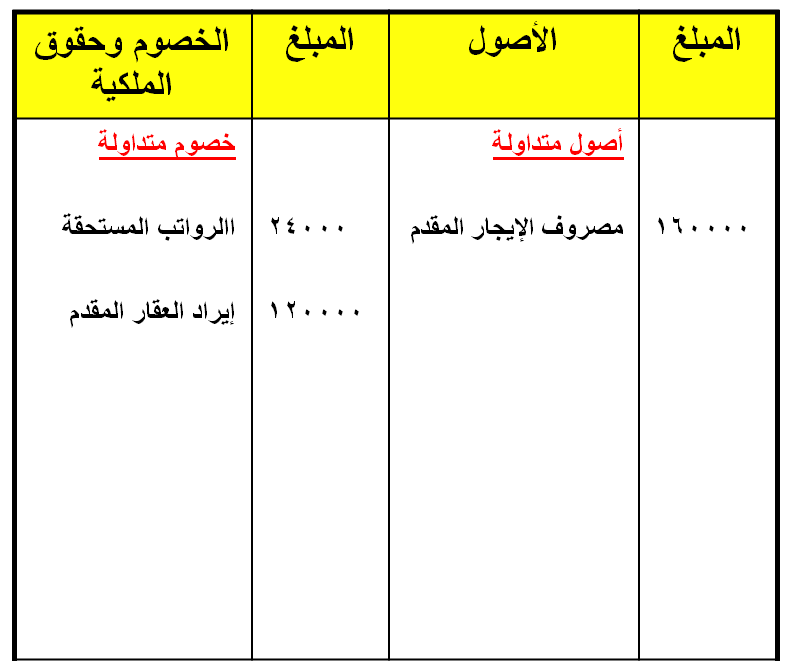 المبلغ
الأصول
المبلغ
الخصوم وحقوق
الملكية
أصول متداولة
خصوم متداولة
١٦٠٠٠٠
مصروف الإيجار المقدم
٢٤٠٠٠
االرواتب المستحقة
١٢٠٠٠٠
إيراد العقار المقدم